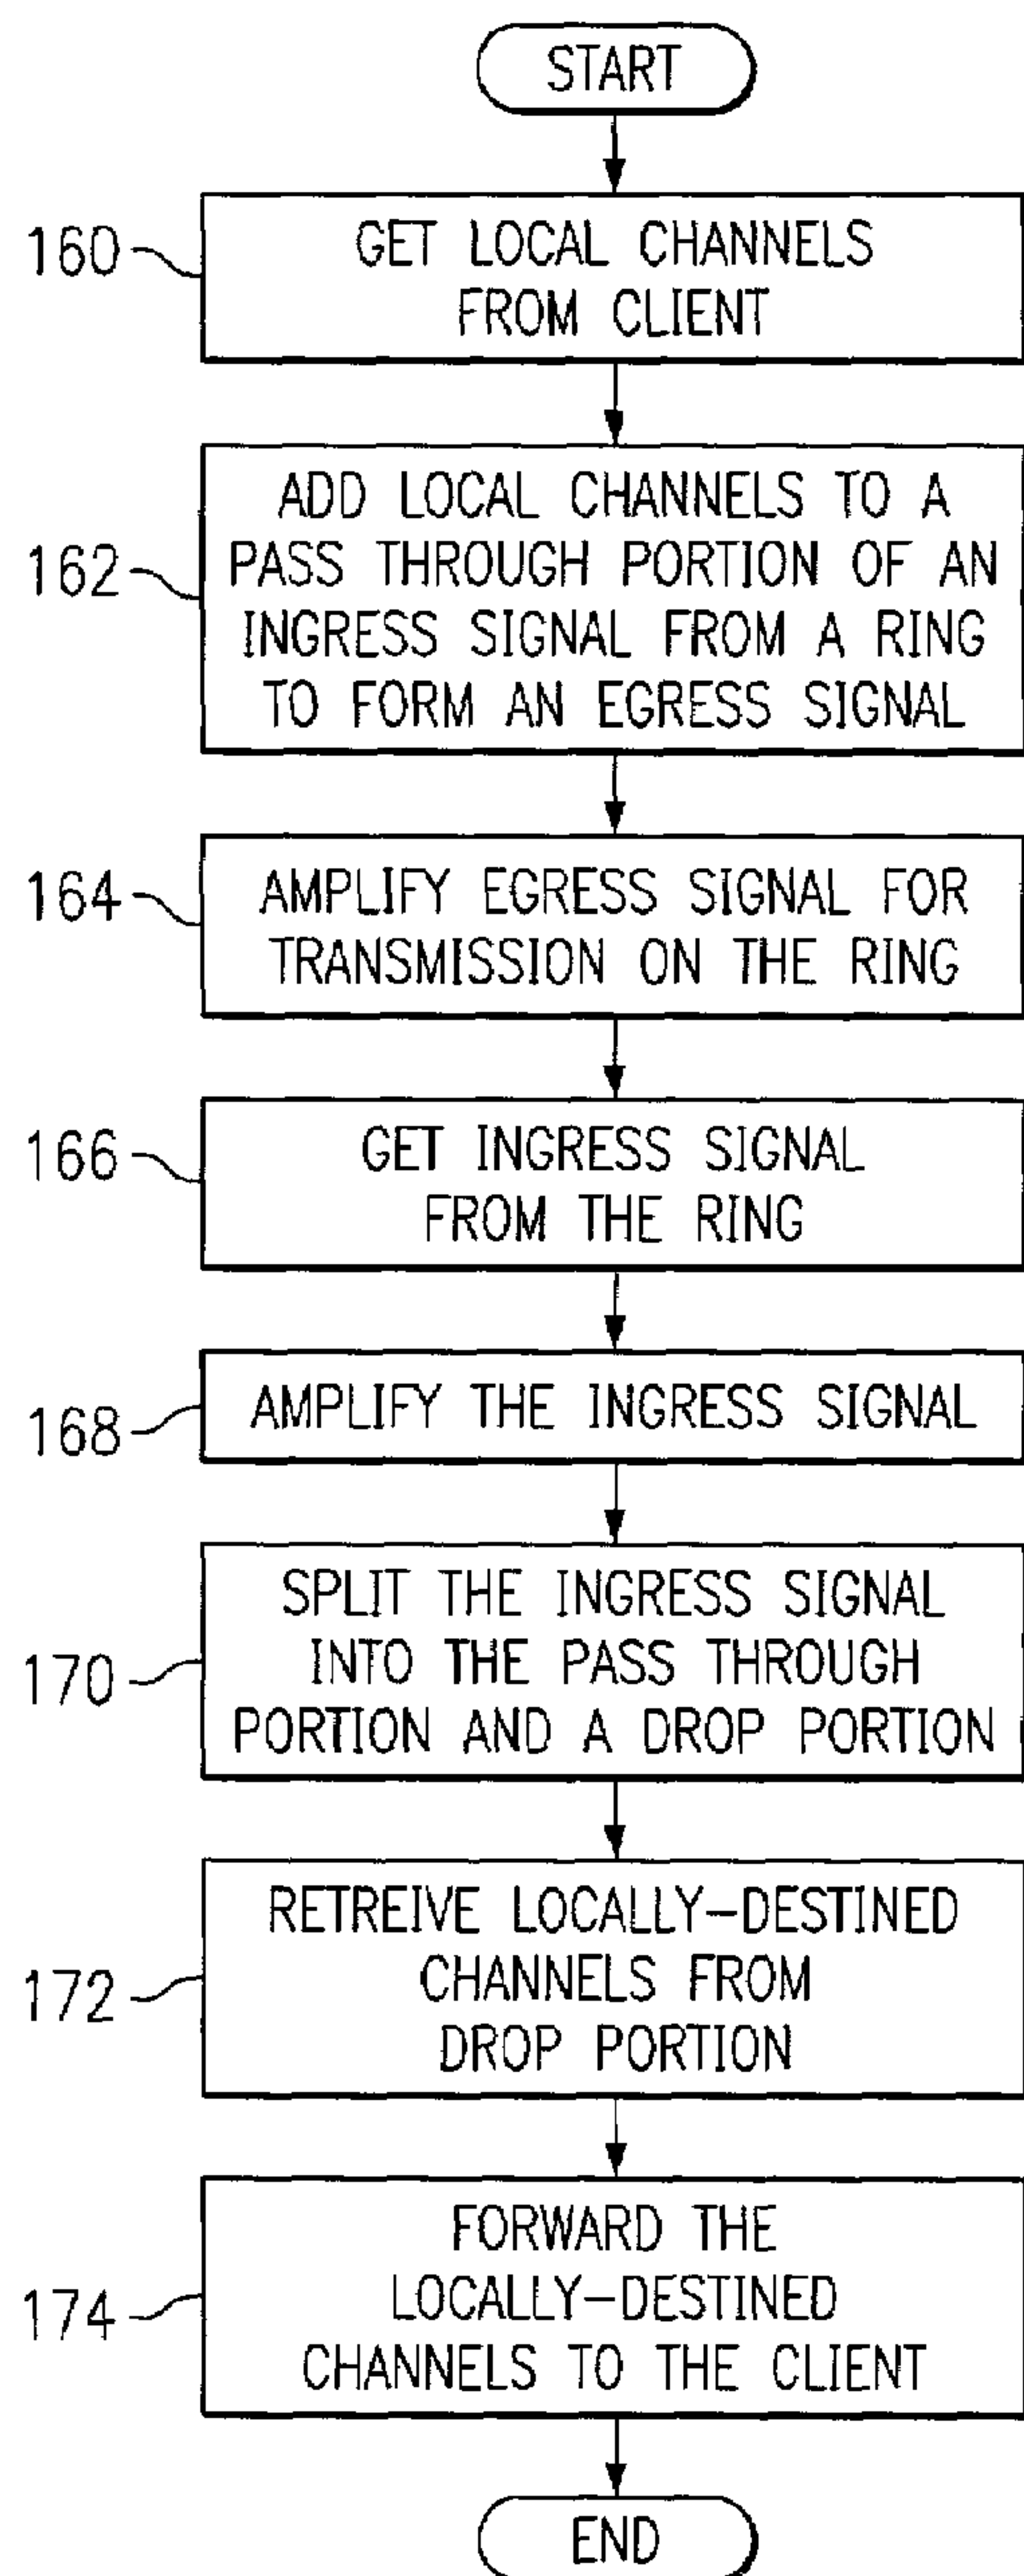 START
160
GET LOCAL CHANNELS
FROM CLIENT
162
ADD LOCAL CHANNELS TO A
PASS THROUGH PORTION OF AN
INGRESS SIGNAL FROM A RING
TO FORM AN EGRESS SIGNAL
164
AMPLIFY EGRESS SIGNAL FOR
TRANSMISSION ON THE RING
166
GET INGRESS SIGNAL
FROM THE RING
168
AMPLIFY THE INGRESS SIGNAL
170
SPLIT THE INGRESS SIGNAL
INTO THE PASS THROUGH
PORTION AND A DROP PORTION
172
RETREIVE LOCALLY-DESTINED
CHANNELS FROM
DROP PORTION
174
FORWARD THE
LOCALLY-DESTINED
CHANNELS TO THE CLIENT
END